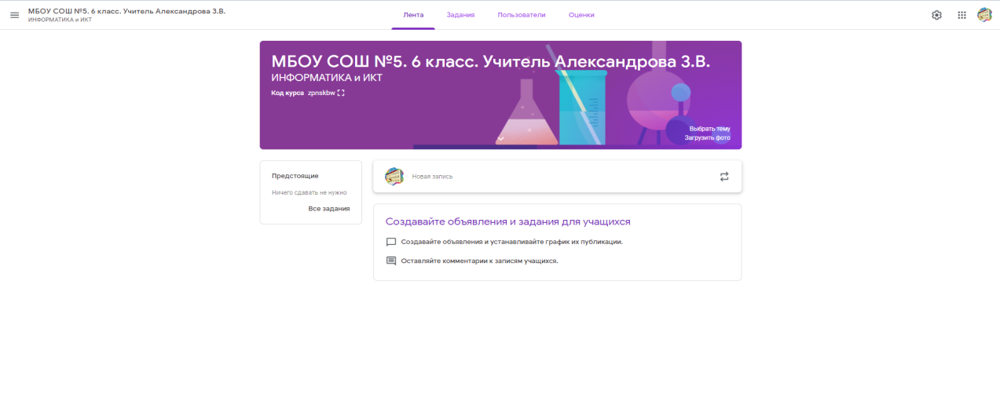 МБОУ СОШ №5. 6 класс. Учитель Александрова З.В.
ИНФОРМАТИКА и ИКТ
Лента
Задания
Пользователи
Оценки
МБОУ СОШ №5. 6 класс. Учитель Александрова З.В.
ИНФОРМАТИКА и ИКТ
Код курса zpnskbw
Выбрать тему
Загрузить фото
Предстоящие
Ничего сдавать не нужно
Все задания
Новая запись
Создавайте объявления и задания для учащихся
Создавайте объявления и устанавливайте график их публикации.
Оставляйте комментарии к записям учащихся.